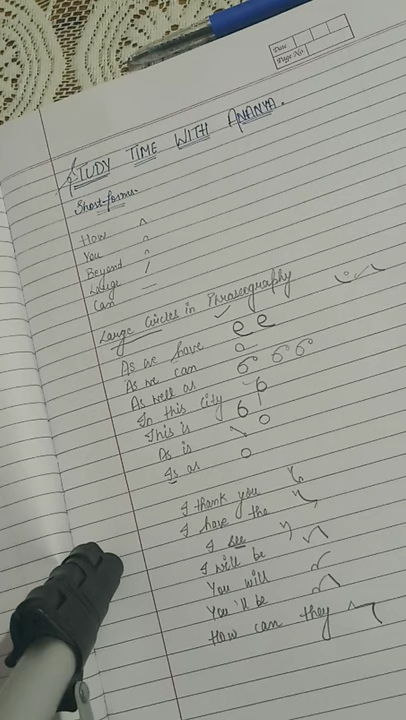 Date
Page No.
STUDY TIME WITH ANANYA.
Short-forms.
How
You
Beyond
Large
Can
Large Circles in Phraseography
As we have
As we can
As well as
In this city
This is
As is
Is as
I thank you
I have the
I see
I will be
You will
You'll be
How can they